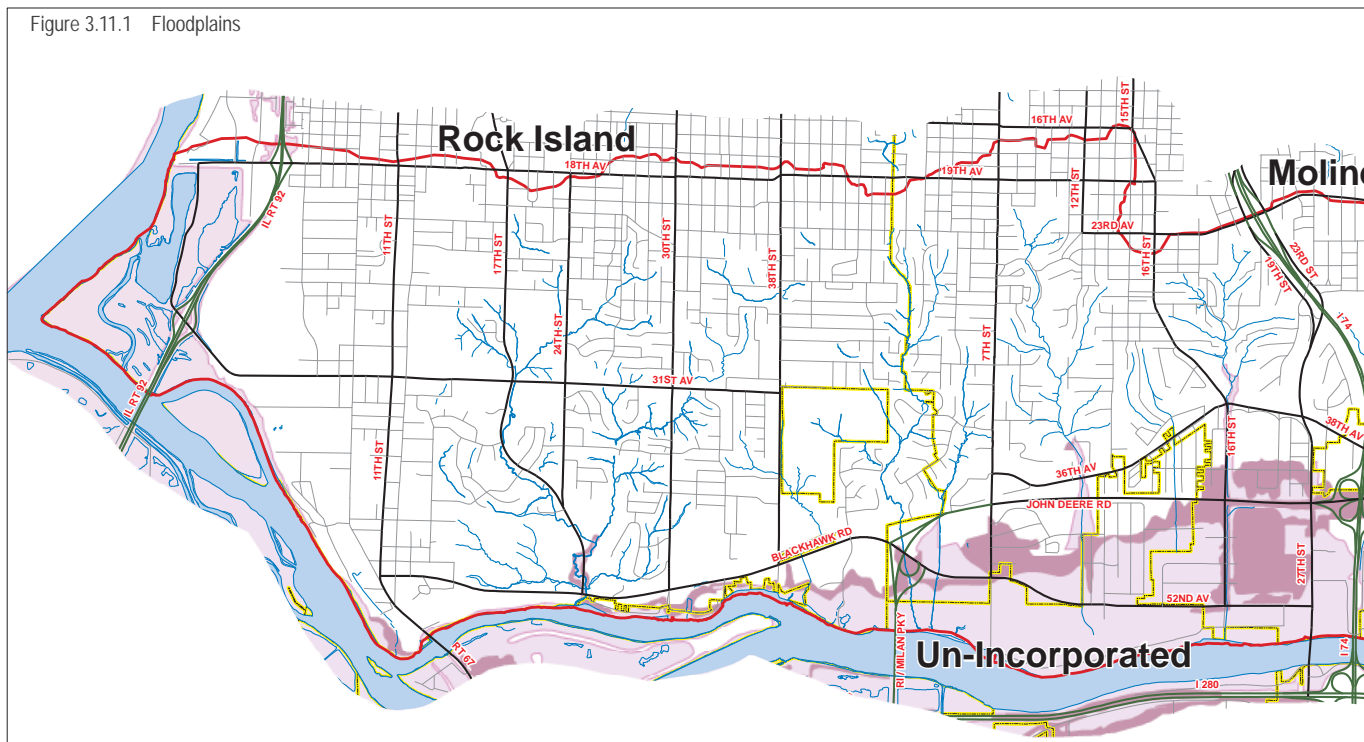 Figure 3.11.1 Floodplains
Rock Island
Moline
Un-Incorporated
16TH AV
15TH ST
18TH AV
19TH AV
12TH ST
23RD AV
16TH ST
IL RT 92
11TH ST
17TH ST
30TH ST
38TH ST
24TH ST
7TH ST
19TH ST
23RD ST
I 74
31ST AV
IL RT 92
11TH ST
36TH AV
16TH ST
38TH AV
JOHN DEERE RD
BLACKHAWK RD
27TH ST
52ND AV
RT 67
RI / MILAN PKY
I 74
I 280